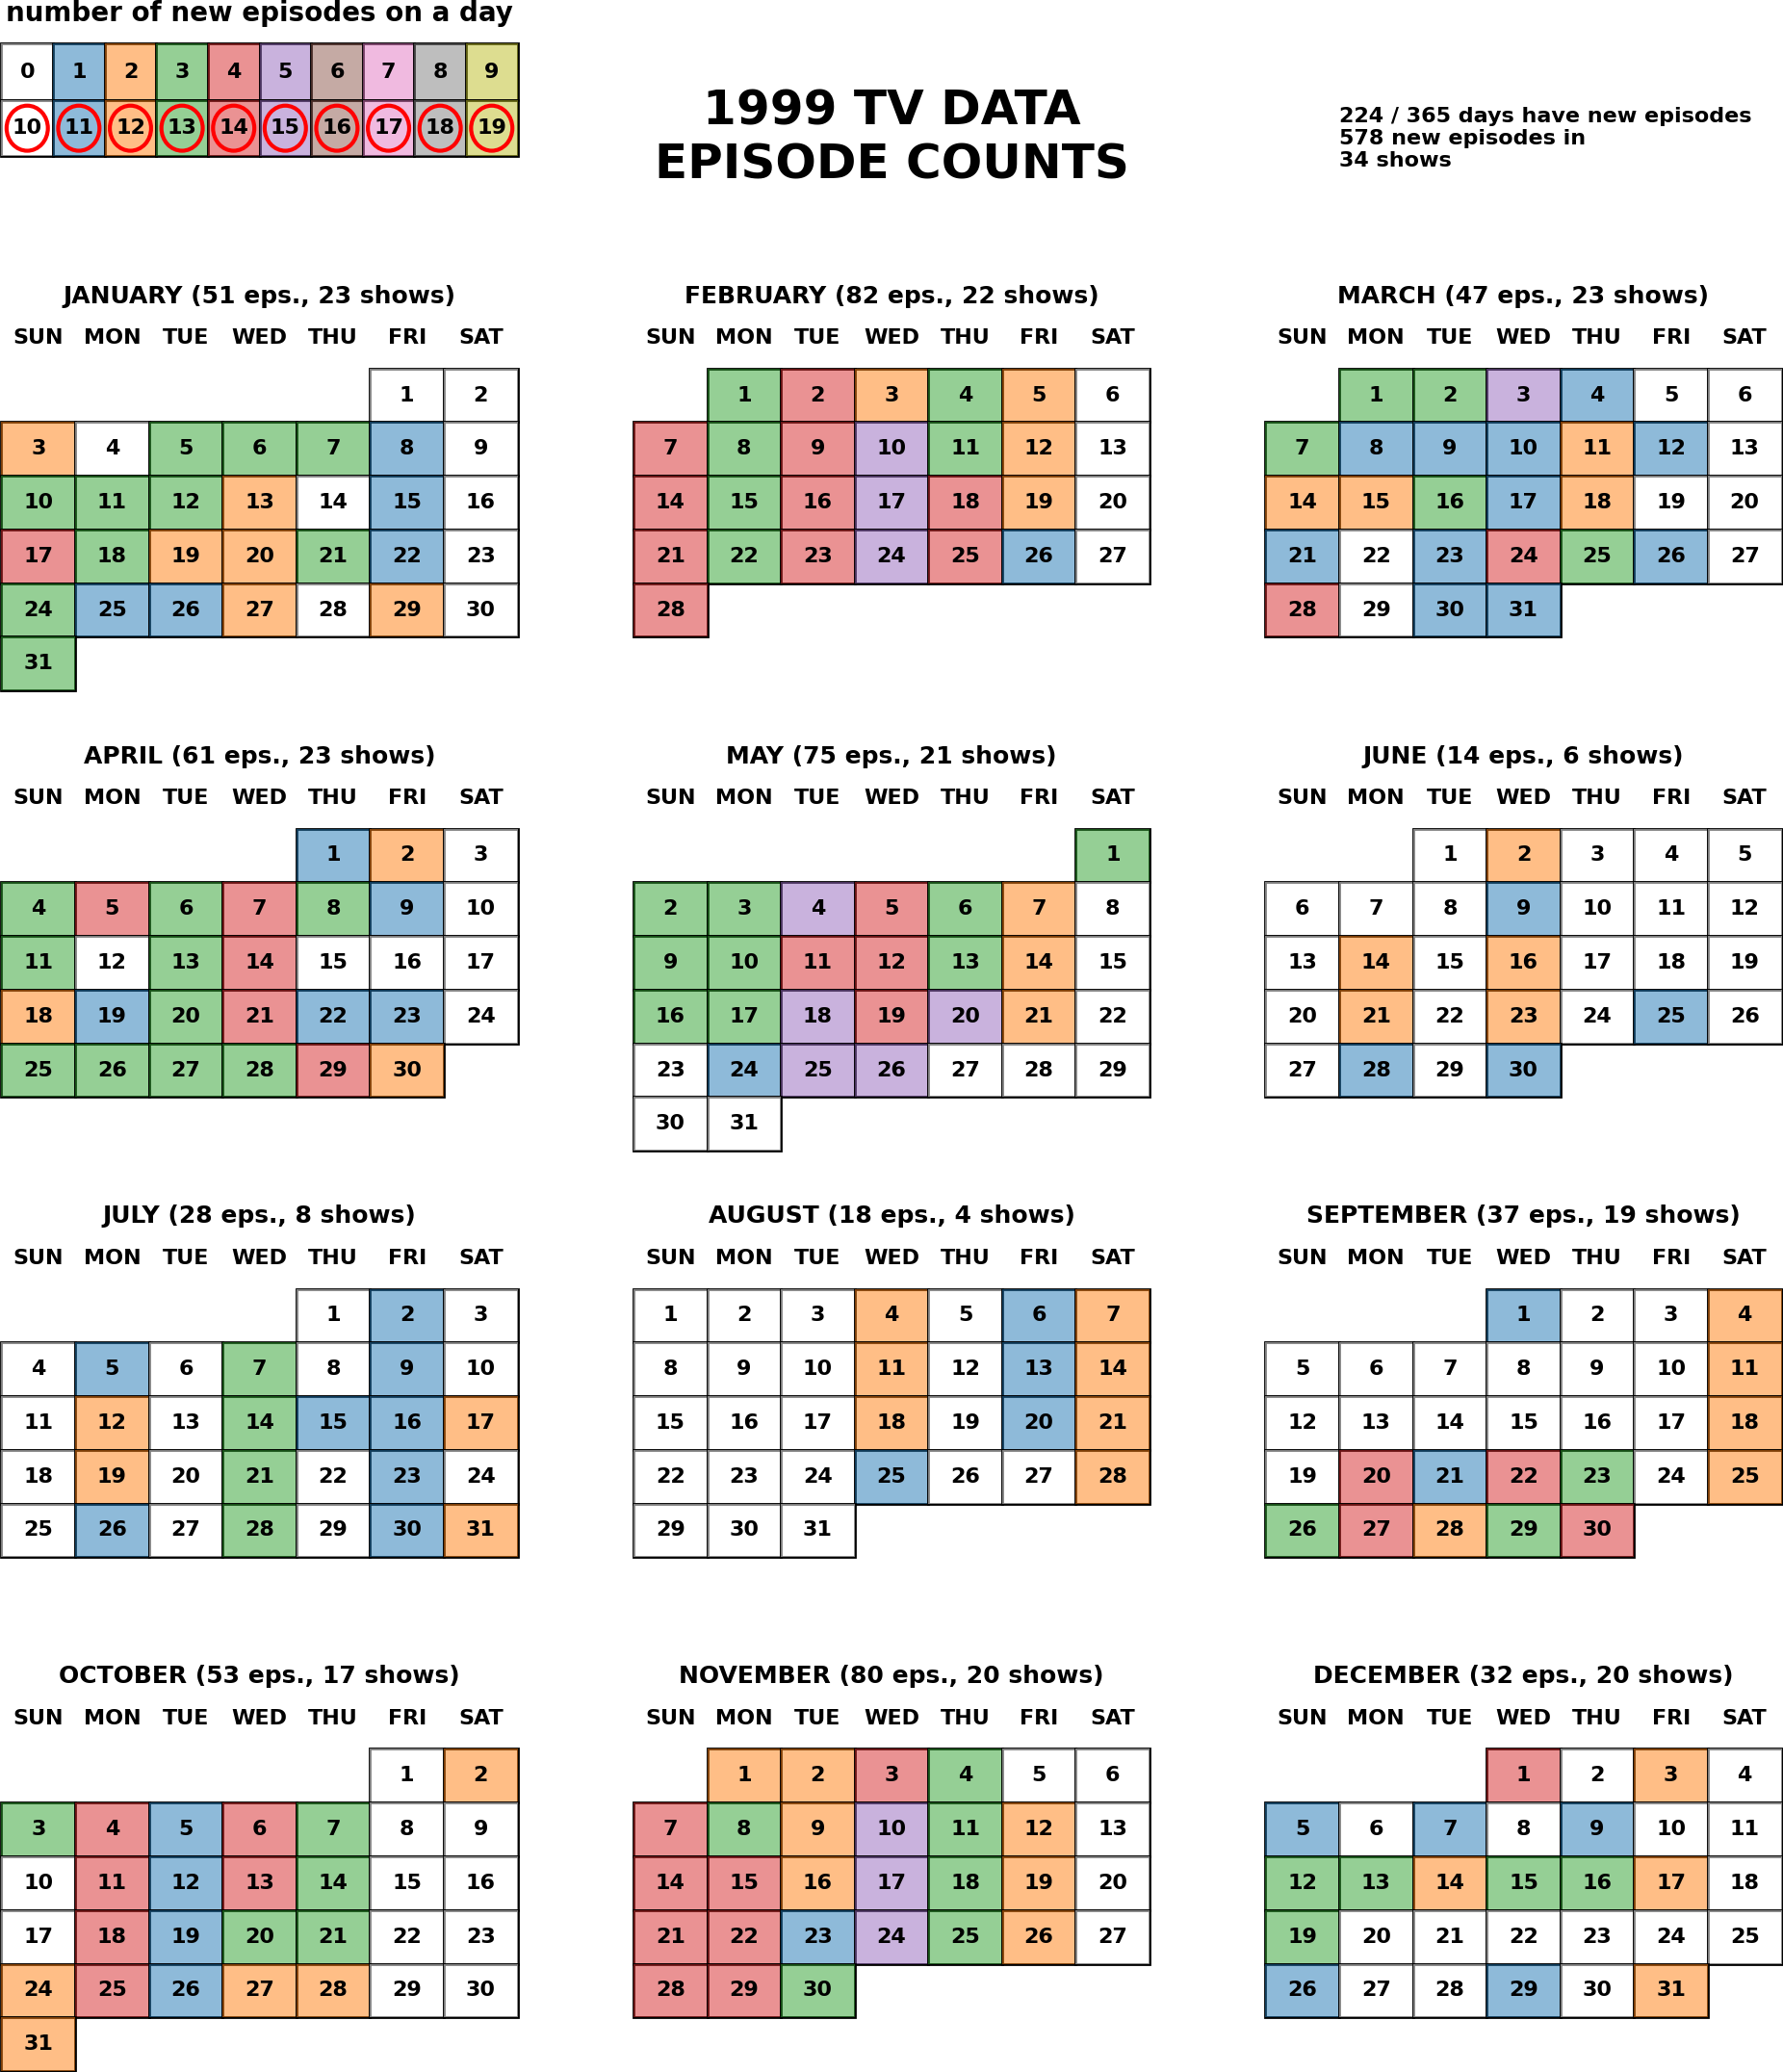 number of new episodes on a day
0 1 2 3 4 5 6 7 8 9
10 11 12 13 14 15 16 17 18 19
1999 TV DATA
EPISODE COUNTS
224 / 365 days have new episodes
578 new episodes in
34 shows
JANUARY (51 eps., 23 shows)
SUN MON TUE WED THU FRI SAT
1 2
3 4 5 6 7 8 9
10 11 12 13 14 15 16
17 18 19 20 21 22 23
24 25 26 27 28 29 30
31
FEBRUARY (82 eps., 22 shows)
SUN MON TUE WED THU FRI SAT
1 2 3 4 5 6
7 8 9 10 11 12 13
14 15 16 17 18 19 20
21 22 23 24 25 26 27
28
MARCH (47 eps., 23 shows)
SUN MON TUE WED THU FRI SAT
1 2 3 4 5 6
7 8 9 10 11 12 13
14 15 16 17 18 19 20
21 22 23 24 25 26 27
28 29 30 31
APRIL (61 eps., 23 shows)
SUN MON TUE WED THU FRI SAT
1 2 3
4 5 6 7 8 9 10
11 12 13 14 15 16 17
18 19 20 21 22 23 24
25 26 27 28 29 30
MAY (75 eps., 21 shows)
SUN MON TUE WED THU FRI SAT
1
2 3 4 5 6 7 8
9 10 11 12 13 14 15
16 17 18 19 20 21 22
23 24 25 26 27 28 29
30 31
JUNE (14 eps., 6 shows)
SUN MON TUE WED THU FRI SAT
1 2 3 4 5
6 7 8 9 10 11 12
13 14 15 16 17 18 19
20 21 22 23 24 25 26
27 28 29 30
JULY (28 eps., 8 shows)
SUN MON TUE WED THU FRI SAT
1 2 3
4 5 6 7 8 9 10
11 12 13 14 15 16 17
18 19 20 21 22 23 24
25 26 27 28 29 30 31
AUGUST (18 eps., 4 shows)
SUN MON TUE WED THU FRI SAT
1 2 3 4 5 6 7
8 9 10 11 12 13 14
15 16 17 18 19 20 21
22 23 24 25 26 27 28
29 30 31
SEPTEMBER (37 eps., 19 shows)
SUN MON TUE WED THU FRI SAT
1 2 3 4
5 6 7 8 9 10 11
12 13 14 15 16 17 18
19 20 21 22 23 24 25
26 27 28 29 30
OCTOBER (53 eps., 17 shows)
SUN MON TUE WED THU FRI SAT
1 2
3 4 5 6 7 8 9
10 11 12 13 14 15 16
17 18 19 20 21 22 23
24 25 26 27 28 29 30
31
NOVEMBER (80 eps., 20 shows)
SUN MON TUE WED THU FRI SAT
1 2 3 4 5 6
7 8 9 10 11 12 13
14 15 16 17 18 19 20
21 22 23 24 25 26 27
28 29 30
DECEMBER (32 eps., 20 shows)
SUN MON TUE WED THU FRI SAT
1 2 3 4
5 6 7 8 9 10 11
12 13 14 15 16 17 18
19 20 21 22 23 24 25
26 27 28 29 30 31